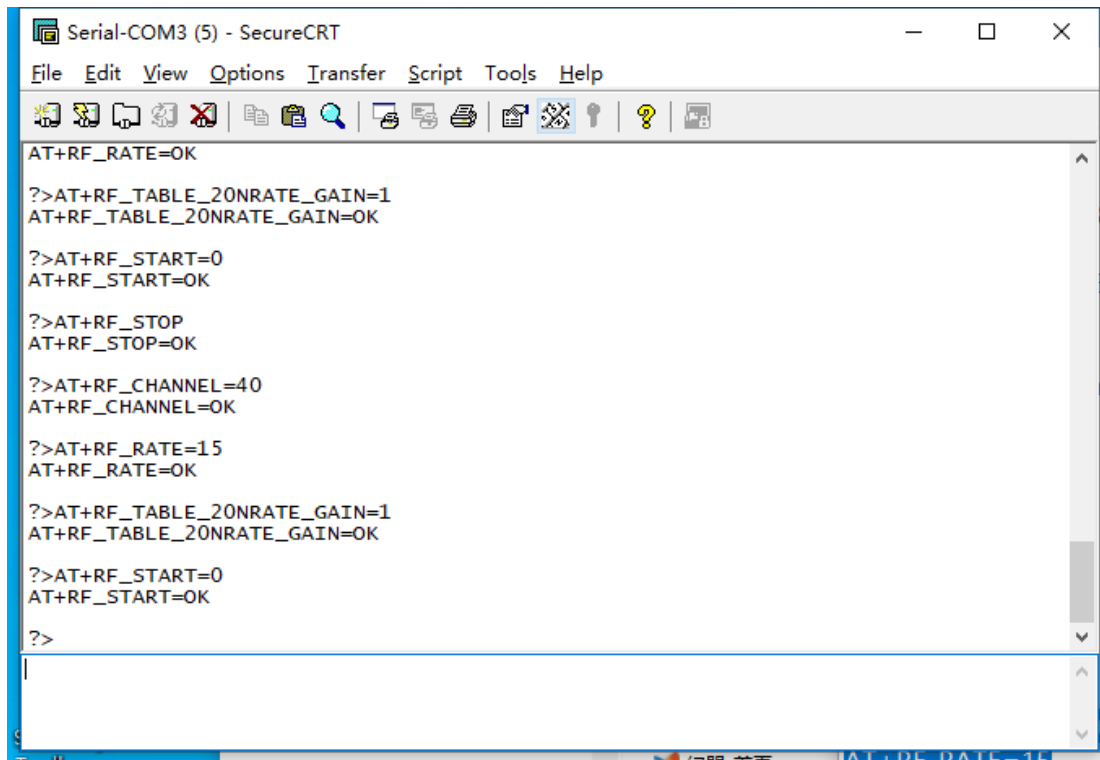 Serial-COM3 (5) - SecureCRT
File Edit View Options Transfer Script Tools Help
AT+RF_RATE=OK
?>AT+RF_TABLE_20NRATE_GAIN=1
AT+RF_TABLE_20NRATE_GAIN=OK
?>AT+RF_START=0
AT+RF_START=OK
?>AT+RF_STOP
AT+RF_STOP=OK
?>AT+RF_CHANNEL=40
AT+RF_CHANNEL=OK
?>AT+RF_RATE=15
AT+RF_RATE=OK
?>AT+RF_TABLE_20NRATE_GAIN=1
AT+RF_TABLE_20NRATE_GAIN=OK
?>AT+RF_START=0
AT+RF_START=OK
?>